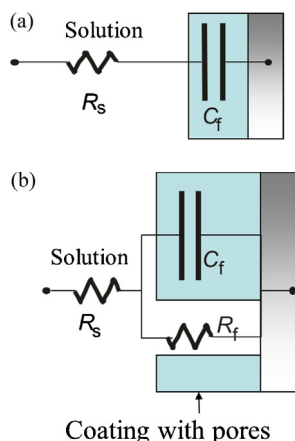 (a)
Solution
Rs
Cf
(b)
Solution
Rs
Cf
Rf
Coating with pores